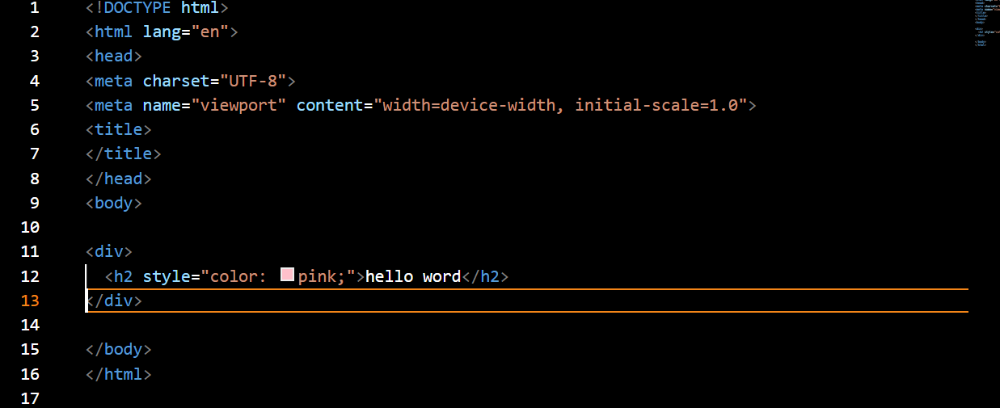 1 <!DOCTYPE html>
2 <html lang="en">
3 <head>
4 <meta charset="UTF-8">
5 <meta name="viewport" content="width=device-width, initial-scale=1.0">
6 <title>
7 </title>
8 </head>
9 <body>
10
11 <div>
12   <h2 style="color: pink;">hello word</h2>
13 </div>
14
15 </body>
16 </html>
17